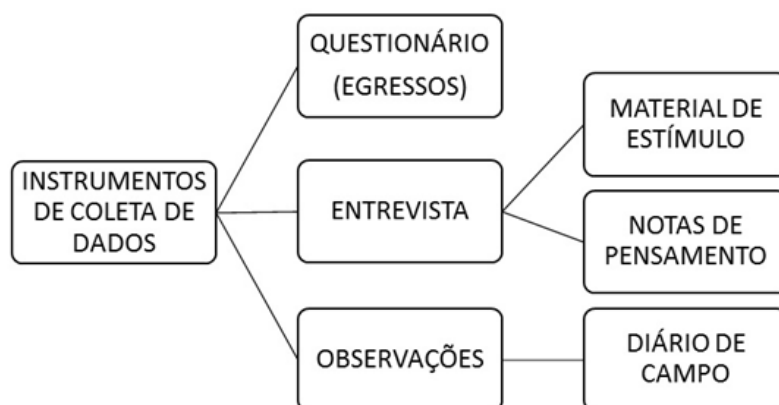 INSTRUMENTOS
DE COLETA DE
DADOS
QUESTIONÁRIO
(EGRESSOS)
ENTREVISTA
MATERIAL DE
ESTÍMULO
NOTAS DE
PENSAMENTO
OBSERVAÇÕES
DIÁRIO DE
CAMPO